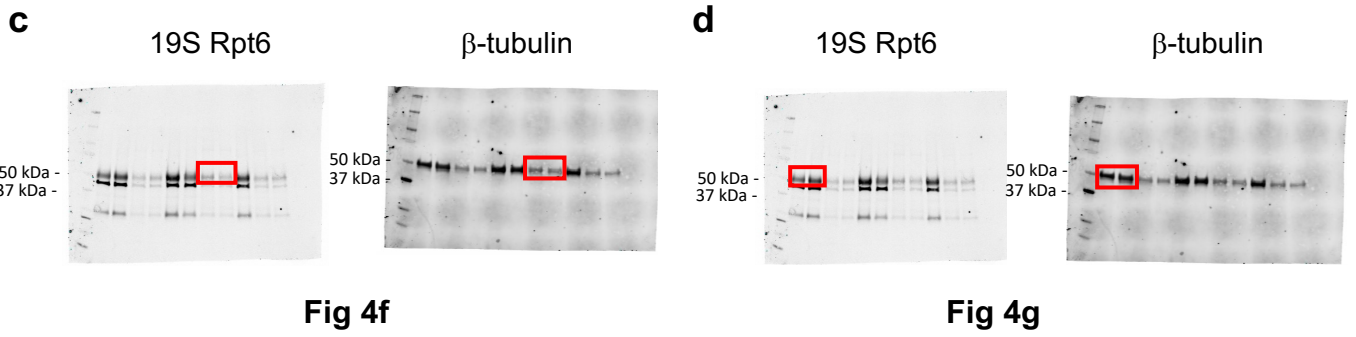 c
19S Rpt6
β-tubulin
50 kDa -
37 kDa -
50 kDa -
37 kDa
Fig 4f
d
19S Rpt6
β-tubulin
50 kDa -
37 kDa -
50 kDa -
37 kDa -
Fig 4g